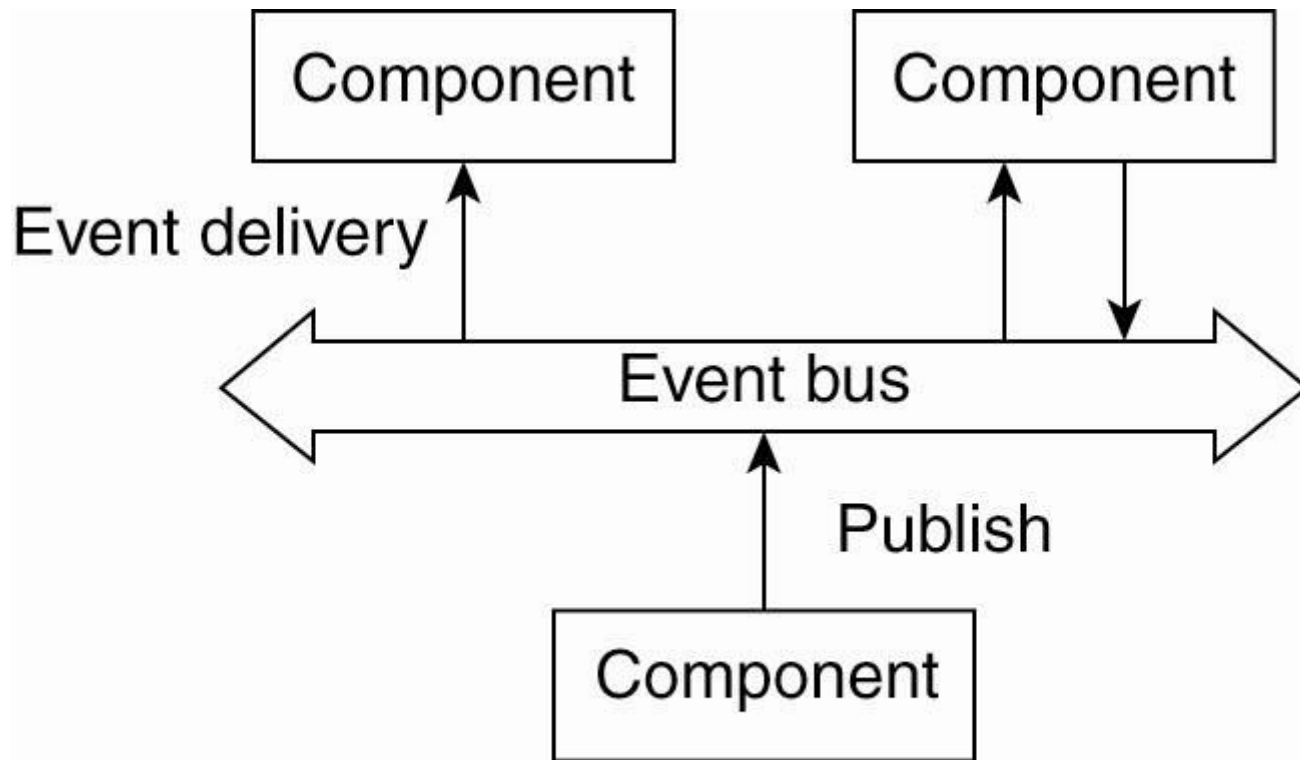 Component
Component
Event delivery
Event bus
Publish
Component